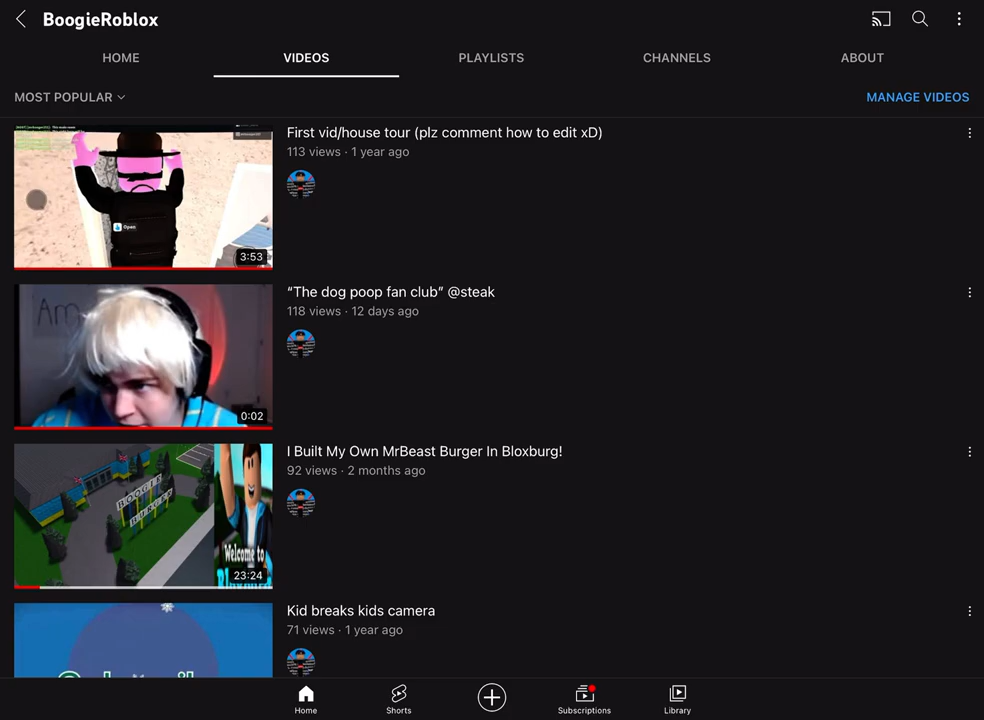 BoogieRoblox
HOME
VIDEOS
PLAYLISTS
CHANNELS
ABOUT
MOST POPULAR
MANAGE VIDEOS
Open
3:53
First vid/house tour (plz comment how to edit xD)
113 views · 1 year ago
0:02
“The dog poop fan club” @steak
118 views · 12 days ago
BOOGIE
BURGER
Welcome to
23:24
I Built My Own MrBeast Burger In Bloxburg!
92 views · 2 months ago
Kid breaks kids camera
71 views · 1 year ago
Home
Shorts
Subscriptions
Library